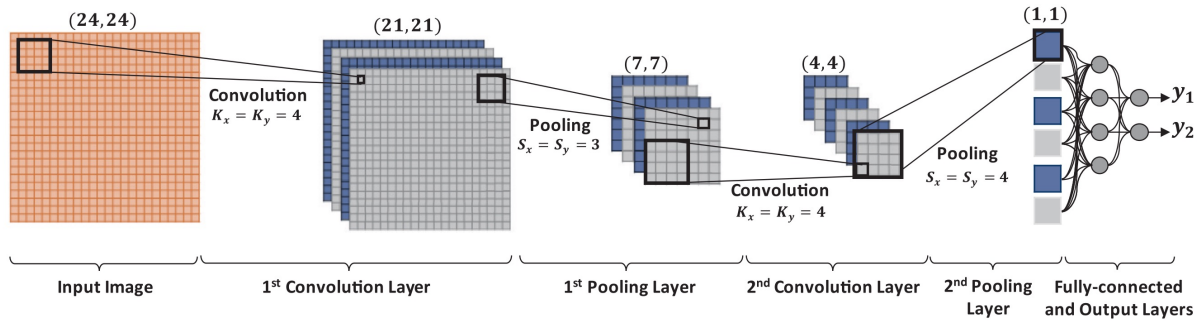 (24,24)
(21,21)
(7,7)
(4,4)
(1,1)
Convolution
Kx = Ky = 4
Pooling
Sx = Sy = 3
Convolution
Kx = Ky = 4
Pooling
Sx = Sy = 4
y1
y2
Input Image
1st Convolution Layer
1st Pooling Layer
2nd Convolution Layer
2nd Pooling
Layer
Fully-connected
and Output Layers